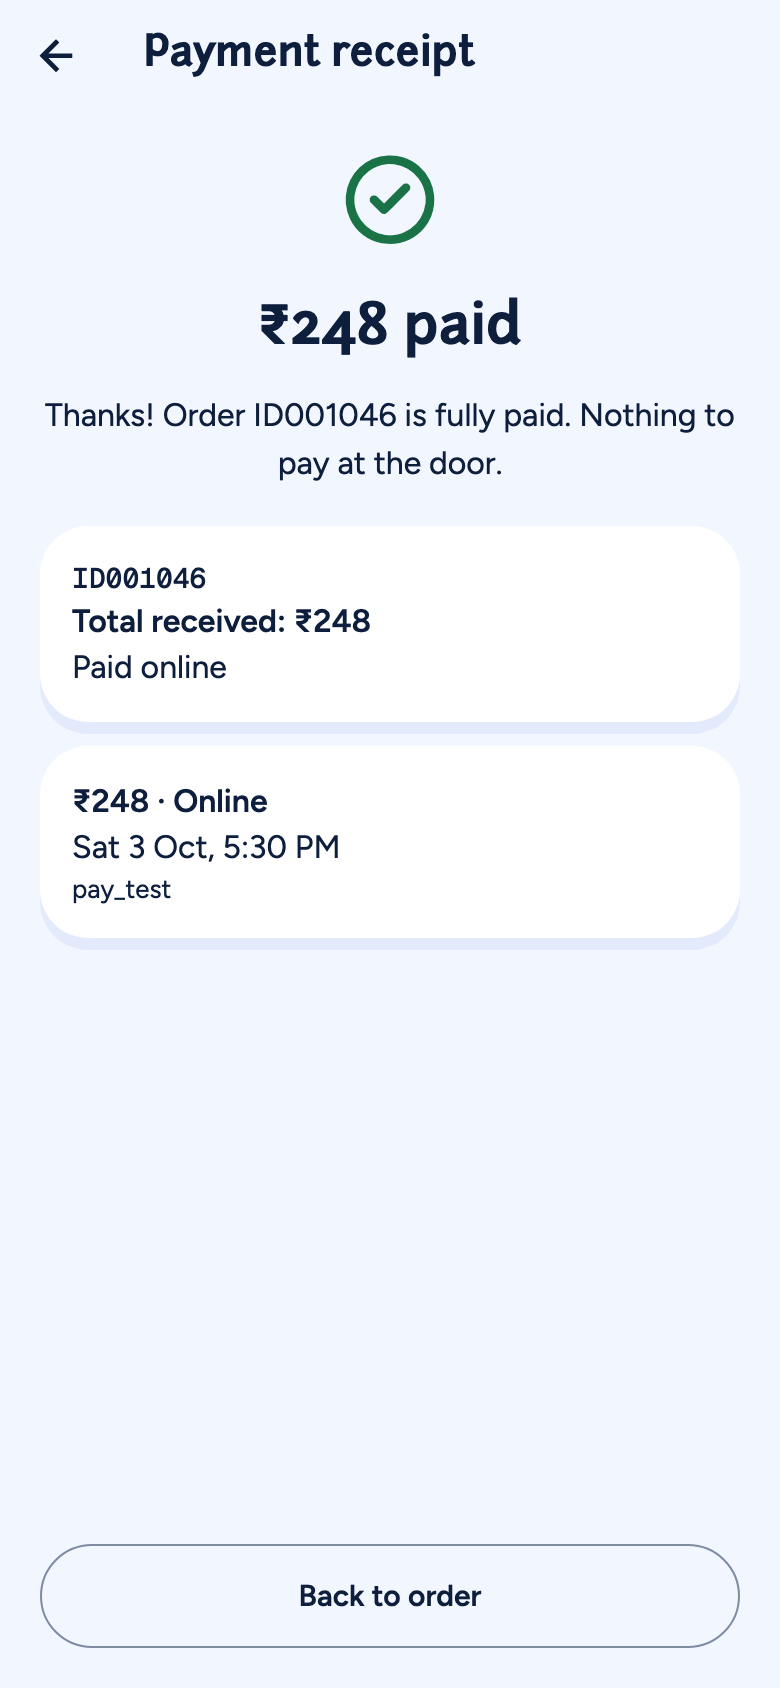 Payment receipt
₹248 paid
Thanks! Order ID001046 is fully paid. Nothing to
pay at the door.
ID001046
Total received: ₹248
Paid online
₹248 · Online
Sat 3 Oct, 5:30 PM
pay_test
Back to order